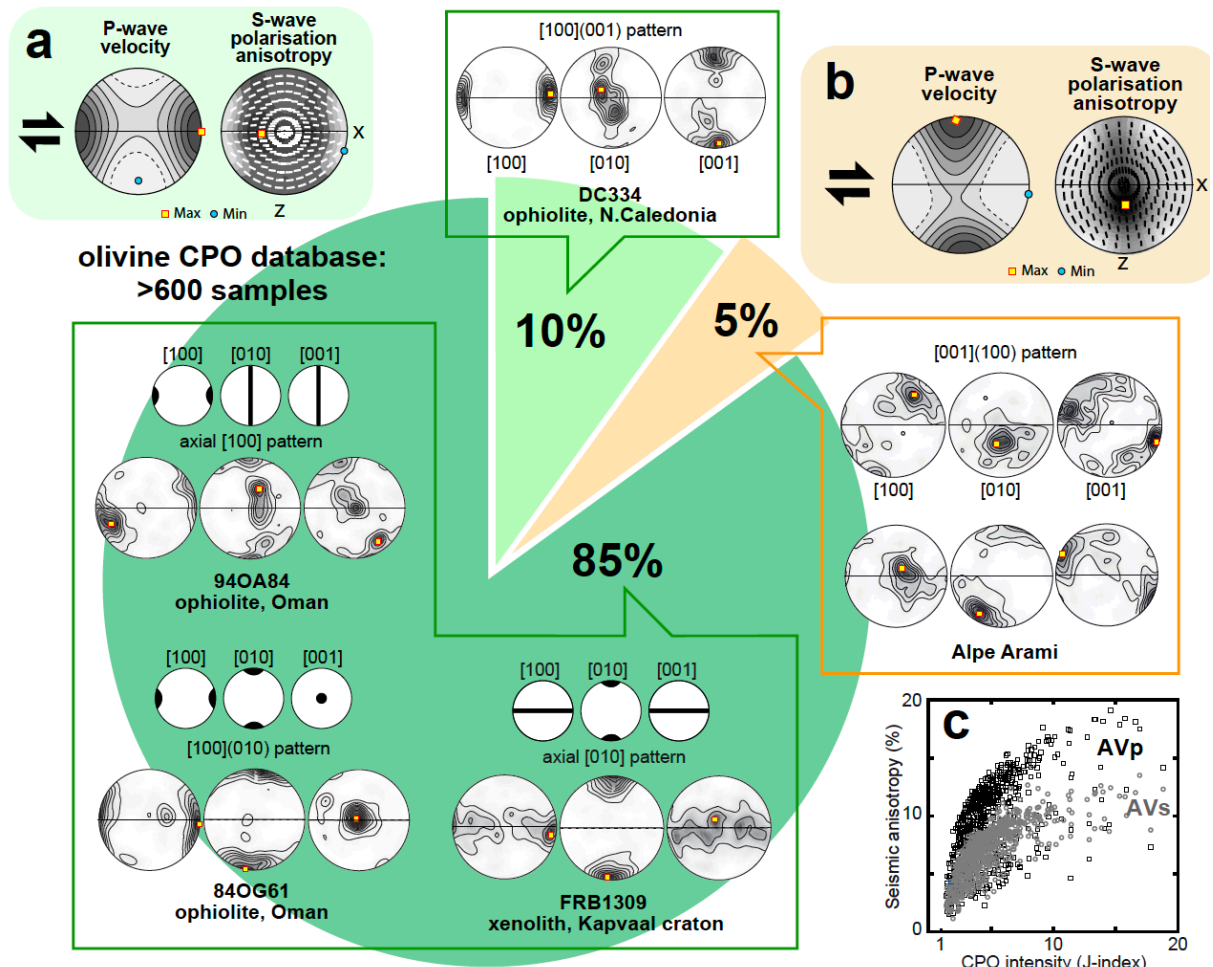 a
P-wave
velocity
S-wave
polarisation
anisotropy
X
Z
Max
Min
[100](001) pattern
[100]
[010]
[001]
DC334
ophiolite, N.Caledonia
b
P-wave
velocity
S-wave
polarisation
anisotropy
X
Z
Max
Min
olivine CPO database:
>600 samples
10%
5%
85%
[100] [010] [001]
axial [100] pattern
94OA84
ophiolite, Oman
[100] [010] [001]
[100](010) pattern
84OG61
ophiolite, Oman
[100] [010] [001]
axial [010] pattern
FRB1309
xenolith, Kapvaal craton
[001](100) pattern
[100] [010] [001]
Alpe Arami
c
AVp
AVs
Seismic anisotropy (%)
20
10
0
1 10 20
CPO intensity (J-index)